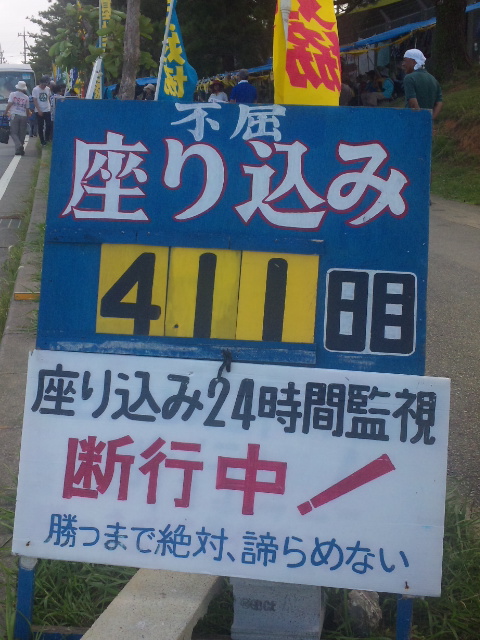 不屈
座り込み
411日目
座り込み24時間監視
断行中！
勝つまで絶対、諦らめない